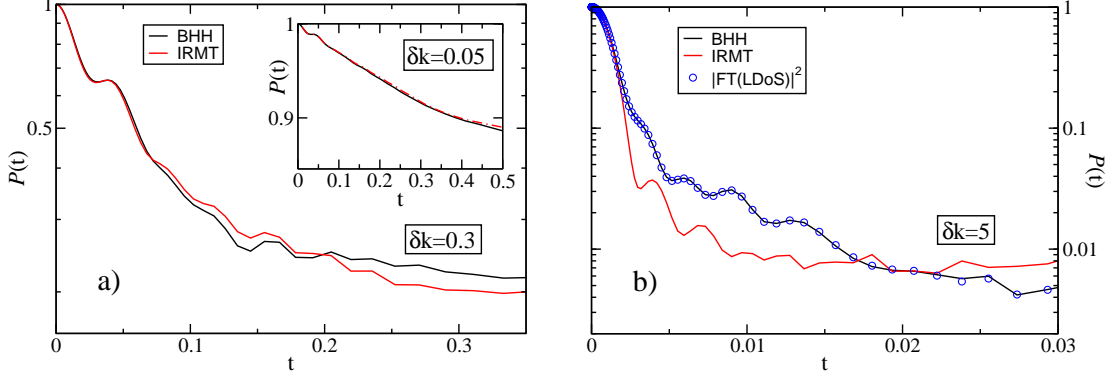 1
BHH
IRMT
P(t)
0.5
a)
δk=0.3
0
0.1
0.2
0.3
t
1
0.9
P(t)
δk=0.05
0
0.1
0.2
0.3
0.4
0.5
t
BHH
IRMT
|FT(LDoS)|²
1
0.1
0.01
P(t)
δk=5
b)
0
0.01
0.02
0.03
t